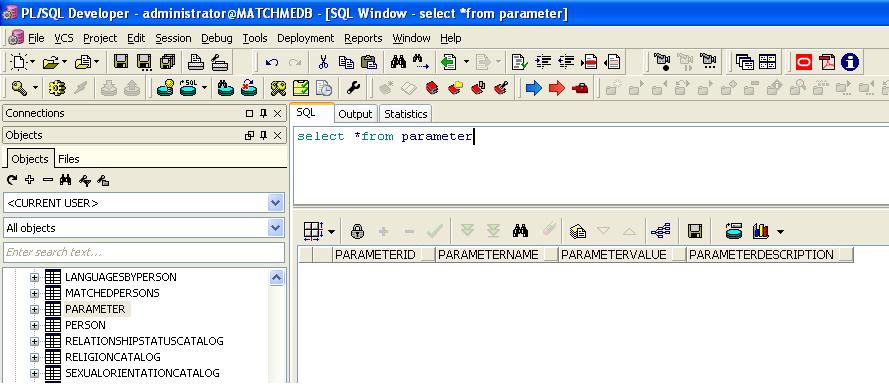 PL/SQL Developer - administrator@MATCHMEDB - [SQL Window - select *from parameter]
File VCS Project Edit Session Debug Tools Deployment Reports Window Help
SQL
Connections
Objects
Objects Files
<CURRENT USER>
All objects
Enter search text...
LANGUAGESBYPERSON
MATCHEDPERSONS
PARAMETER
PERSON
RELATIONSHIPSTATUSCATALOG
RELIGIONCATALOG
SEXUALORIENTATIONCATALOG
SQL Output Statistics
select *from parameter
PARAMETERID PARAMETERNAME PARAMETERVALUE PARAMETERDESCRIPTION